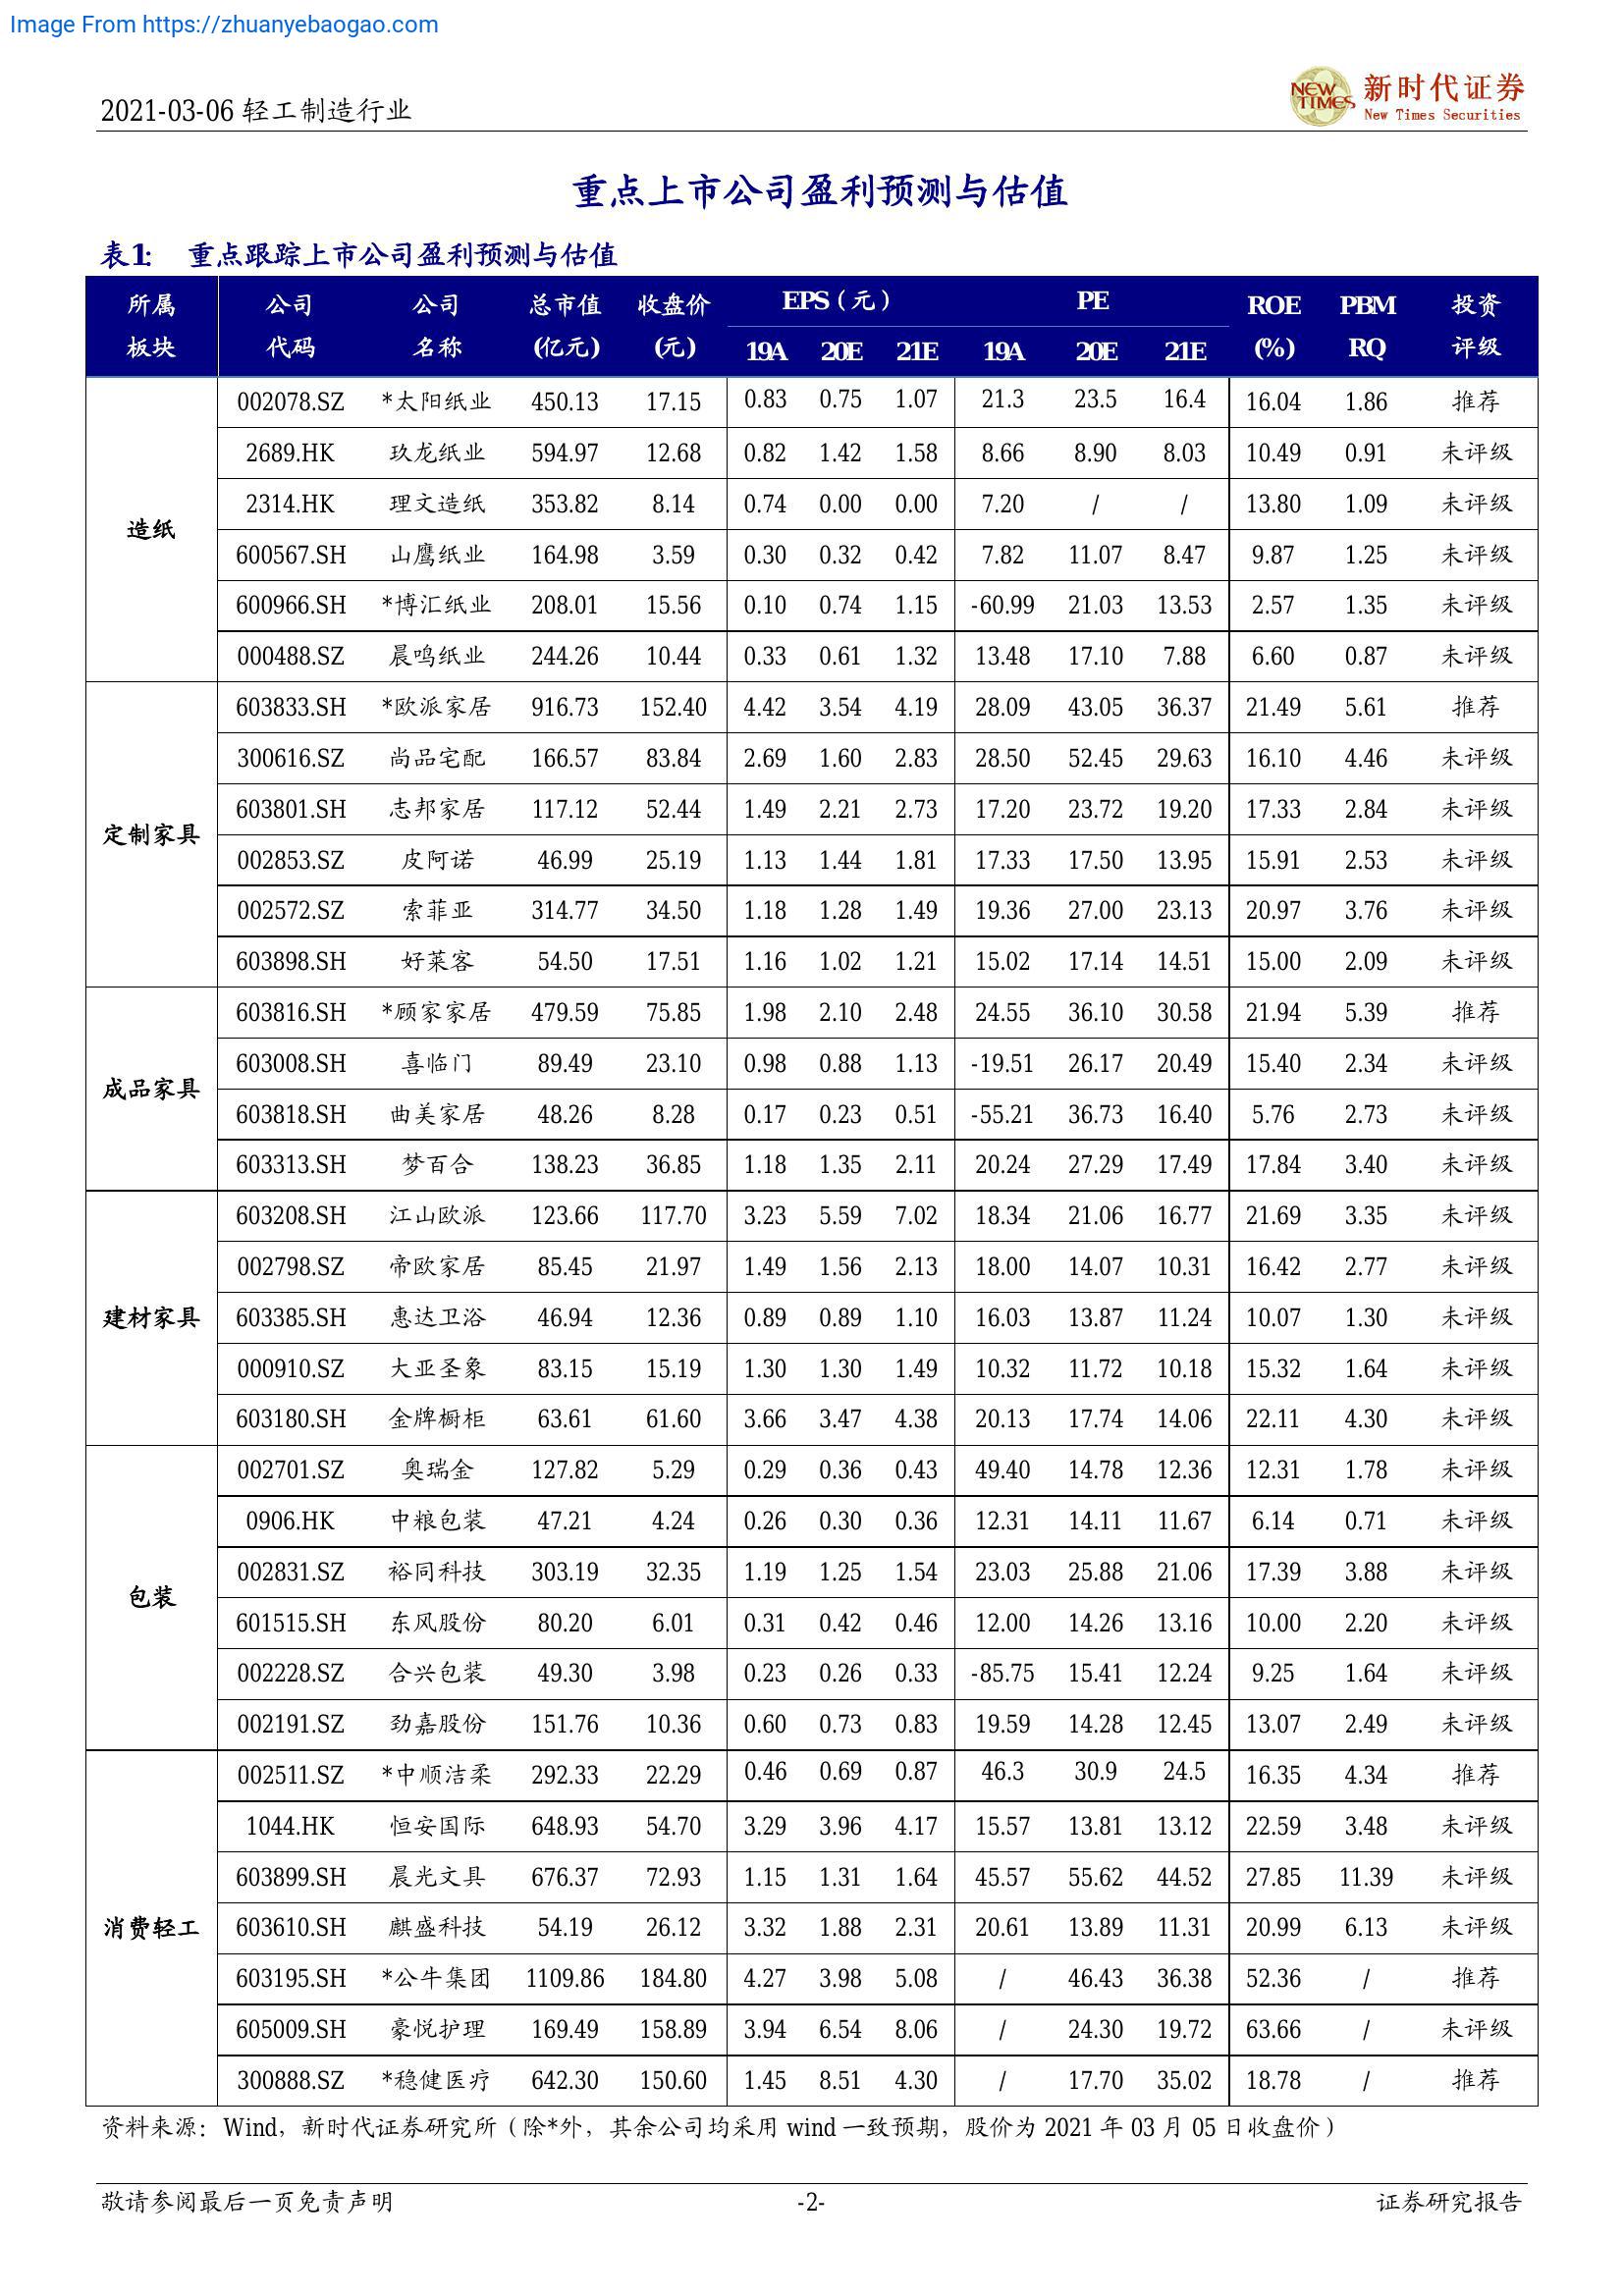 Image From https://zhuanyebaogao.com
2021-03-06 轻工制造行业
NEW TIMES 新时代证券
New Times Securities
重点上市公司盈利预测与估值
表1: 重点跟踪上市公司盈利预测与估值
所属 公司 公司 总市值 收盘价 EPS（元） PE ROE PBM 投资
板块 代码 名称 (亿元) (元) 19A 20E 21E 19A 20E 21E (%) RQ 评级
造纸
002078.SZ *太阳纸业 450.13 17.15 0.83 0.75 1.07 21.3 23.5 16.4 16.04 1.86 推荐
2689.HK 玖龙纸业 594.97 12.68 0.82 1.42 1.58 8.66 8.90 8.03 10.49 0.91 未评级
2314.HK 理文造纸 353.82 8.14 0.74 0.00 0.00 7.20 / / 13.80 1.09 未评级
600567.SH 山鹰纸业 164.98 3.59 0.30 0.32 0.42 7.82 11.07 8.47 9.87 1.25 未评级
600966.SH *博汇纸业 208.01 15.56 0.10 0.74 1.15 -60.99 21.03 13.53 2.57 1.35 未评级
000488.SZ 晨鸣纸业 244.26 10.44 0.33 0.61 1.32 13.48 17.10 7.88 6.60 0.87 未评级
定制家具
603833.SH *欧派家居 916.73 152.40 4.42 3.54 4.19 28.09 43.05 36.37 21.49 5.61 推荐
300616.SZ 尚品宅配 166.57 83.84 2.69 1.60 2.83 28.50 52.45 29.63 16.10 4.46 未评级
603801.SH 志邦家居 117.12 52.44 1.49 2.21 2.73 17.20 23.72 19.20 17.33 2.84 未评级
002853.SZ 皮阿诺 46.99 25.19 1.13 1.44 1.81 17.33 17.50 13.95 15.91 2.53 未评级
002572.SZ 索菲亚 314.77 34.50 1.18 1.28 1.49 19.36 27.00 23.13 20.97 3.76 未评级
603898.SH 好莱客 54.50 17.51 1.16 1.02 1.21 15.02 17.14 14.51 15.00 2.09 未评级
成品家具
603816.SH *顾家家居 479.59 75.85 1.98 2.10 2.48 24.55 36.10 30.58 21.94 5.39 推荐
603008.SH 喜临门 89.49 23.10 0.98 0.88 1.13 -19.51 26.17 20.49 15.40 2.34 未评级
603818.SH 曲美家居 48.26 8.28 0.17 0.23 0.51 -55.21 36.73 16.40 5.76 2.73 未评级
603313.SH 梦百合 138.23 36.85 1.18 1.35 2.11 20.24 27.29 17.49 17.84 3.40 未评级
建材家具
603208.SH 江山欧派 123.66 117.70 3.23 5.59 7.02 18.34 21.06 16.77 21.69 3.35 未评级
002798.SZ 帝欧家居 85.45 21.97 1.49 1.56 2.13 18.00 14.07 10.31 16.42 2.77 未评级
603385.SH 惠达卫浴 46.94 12.36 0.89 0.89 1.10 16.03 13.87 11.24 10.07 1.30 未评级
000910.SZ 大亚圣象 83.15 15.19 1.30 1.30 1.49 10.32 11.72 10.18 15.32 1.64 未评级
603180.SH 金牌橱柜 63.61 61.60 3.66 3.47 4.38 20.13 17.74 14.06 22.11 4.30 未评级
包装
002701.SZ 奥瑞金 127.82 5.29 0.29 0.36 0.43 49.40 14.78 12.36 12.31 1.78 未评级
0906.HK 中粮包装 47.21 4.24 0.26 0.30 0.36 12.31 14.11 11.67 6.14 0.71 未评级
002831.SZ 裕同科技 303.19 32.35 1.19 1.25 1.54 23.03 25.88 21.06 17.39 3.88 未评级
601515.SH 东风股份 80.20 6.01 0.31 0.42 0.46 12.00 14.26 13.16 10.00 2.20 未评级
002228.SZ 合兴包装 49.30 3.98 0.23 0.26 0.33 -85.75 15.41 12.24 9.25 1.64 未评级
002191.SZ 劲嘉股份 151.76 10.36 0.60 0.73 0.83 19.59 14.28 12.45 13.07 2.49 未评级
消费轻工
002511.SZ *中顺洁柔 292.33 22.29 0.46 0.69 0.87 46.3 30.9 24.5 16.35 4.34 推荐
1044.HK 恒安国际 648.93 54.70 3.29 3.96 4.17 15.57 13.81 13.12 22.59 3.48 未评级
603899.SH 晨光文具 676.37 72.93 1.15 1.31 1.64 45.57 55.62 44.52 27.85 11.39 未评级
603610.SH 麒盛科技 54.19 26.12 3.32 1.88 2.31 20.61 13.89 11.31 20.99 6.13 未评级
603195.SH *公牛集团 1109.86 184.80 4.27 3.98 5.08 / 46.43 36.38 52.36 / 推荐
605009.SH 豪悦护理 169.49 158.89 3.94 6.54 8.06 / 24.30 19.72 63.66 / 未评级
300888.SZ *稳健医疗 642.30 150.60 1.45 8.51 4.30 / 17.70 35.02 18.78 / 推荐
资料来源：Wind，新时代证券研究所（除*外，其余公司均采用 wind 一致预期，股价为 2021 年 03 月 05 日收盘价）
敬请参阅最后一页免责声明 -2- 证券研究报告